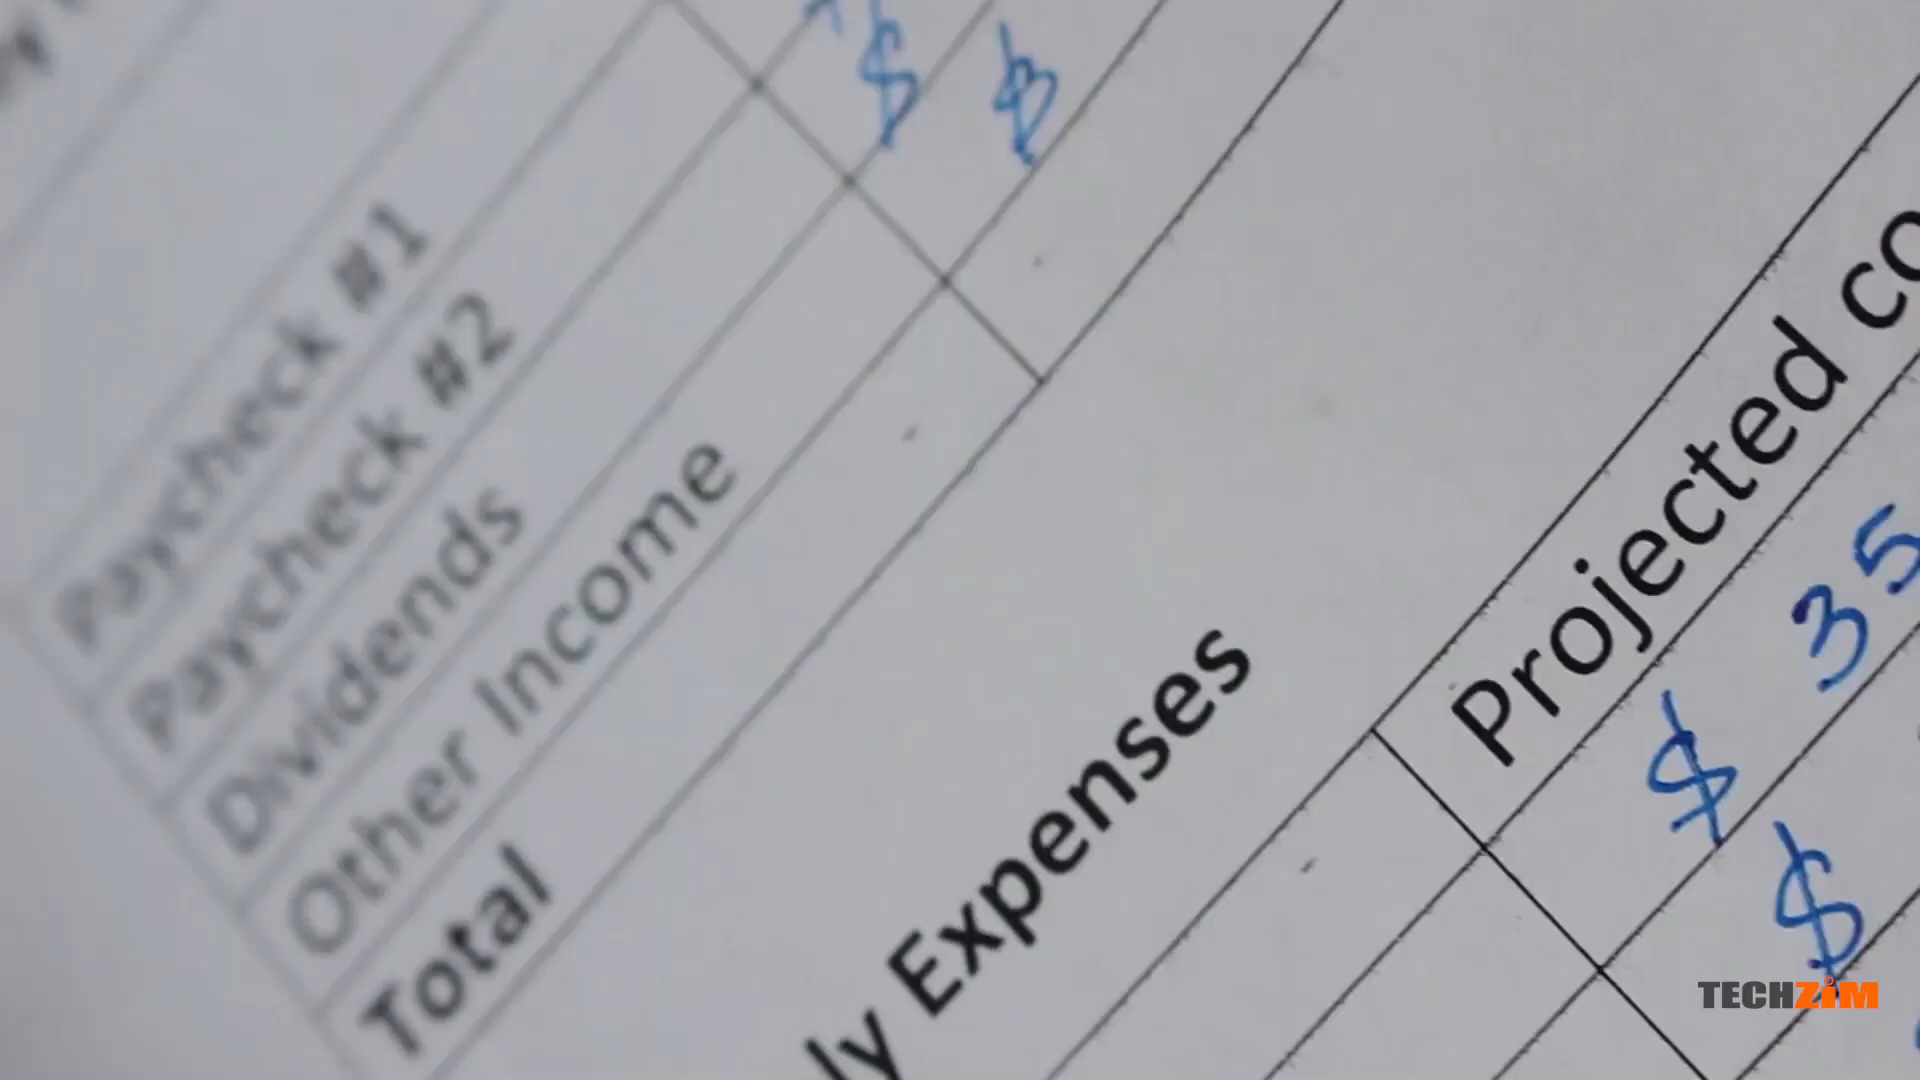 Paycheck #1
Paycheck #2
Dividends $
Other Income $
Total
ly Expenses
Projected co
$ 35
$
TECHZiM